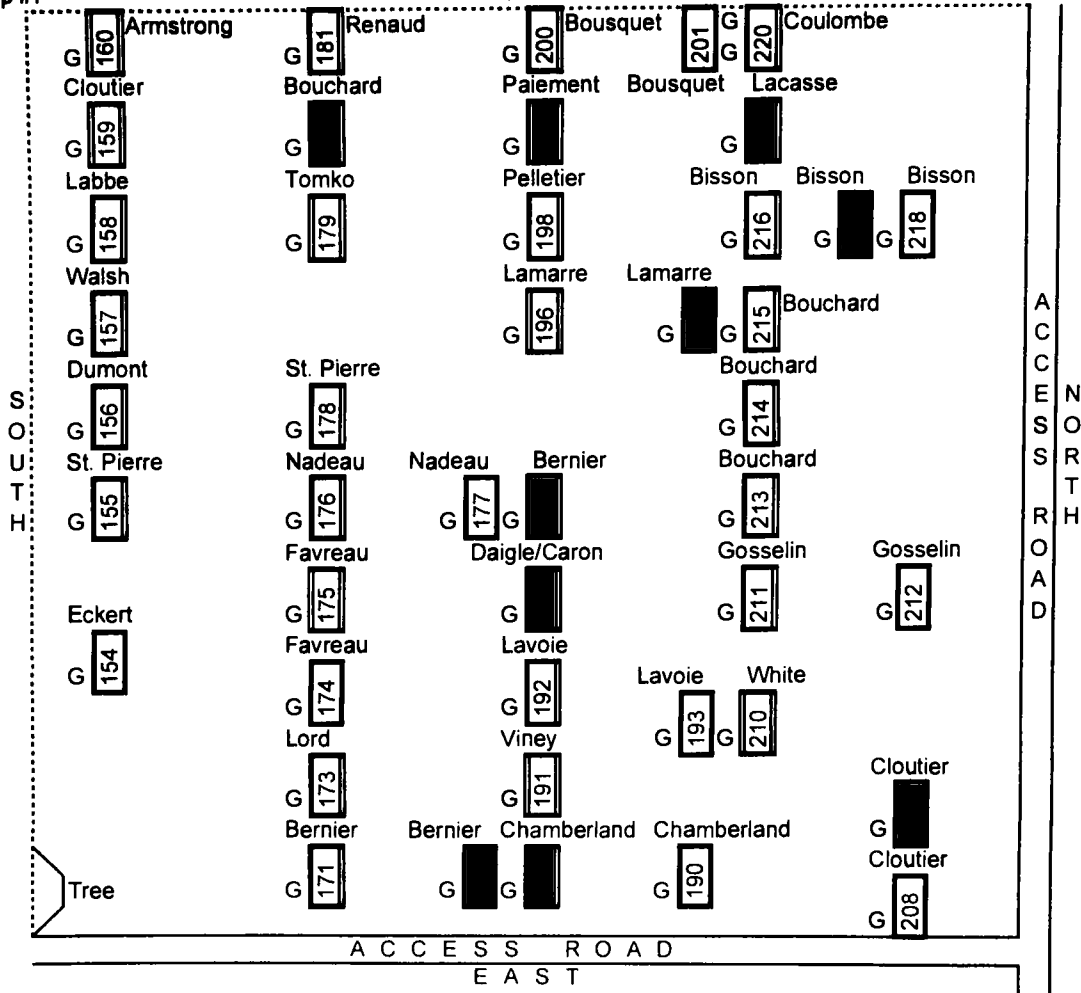 G 160 Armstrong G 181 Renaud G 200 Bousquet 201 G G 220 Coulombe
Cloutier Bouchard Paiement Bousquet Lacasse
G 159 G G G
Labbe Tomko Pelletier Bisson Bisson Bisson
G 158 G 179 G 198 G 216 G G 218
Walsh Lamarre Lamarre
G 157 G 196 G G 215 Bouchard
Dumont St. Pierre Bouchard
G 156 G 178 G 214
St. Pierre Nadeau Nadeau Bernier Bouchard
G 155 G 176 G 177 G G 213
Favreau Daigle/Caron Gosselin Gosselin
G 175 G G 211 G 212
Eckert Favreau Lavoie
G 154 G 174 G 192
Lavoie White
G 193 G 210
Lord Viney
G 173 G 191
Cloutier
G
Bernier Bernier Chamberland Chamberland
G 171 G G G 190
Cloutier
G 208
Tree
SOUTH
ACCESS ROAD
NORTH
ACCESS ROAD
EAST